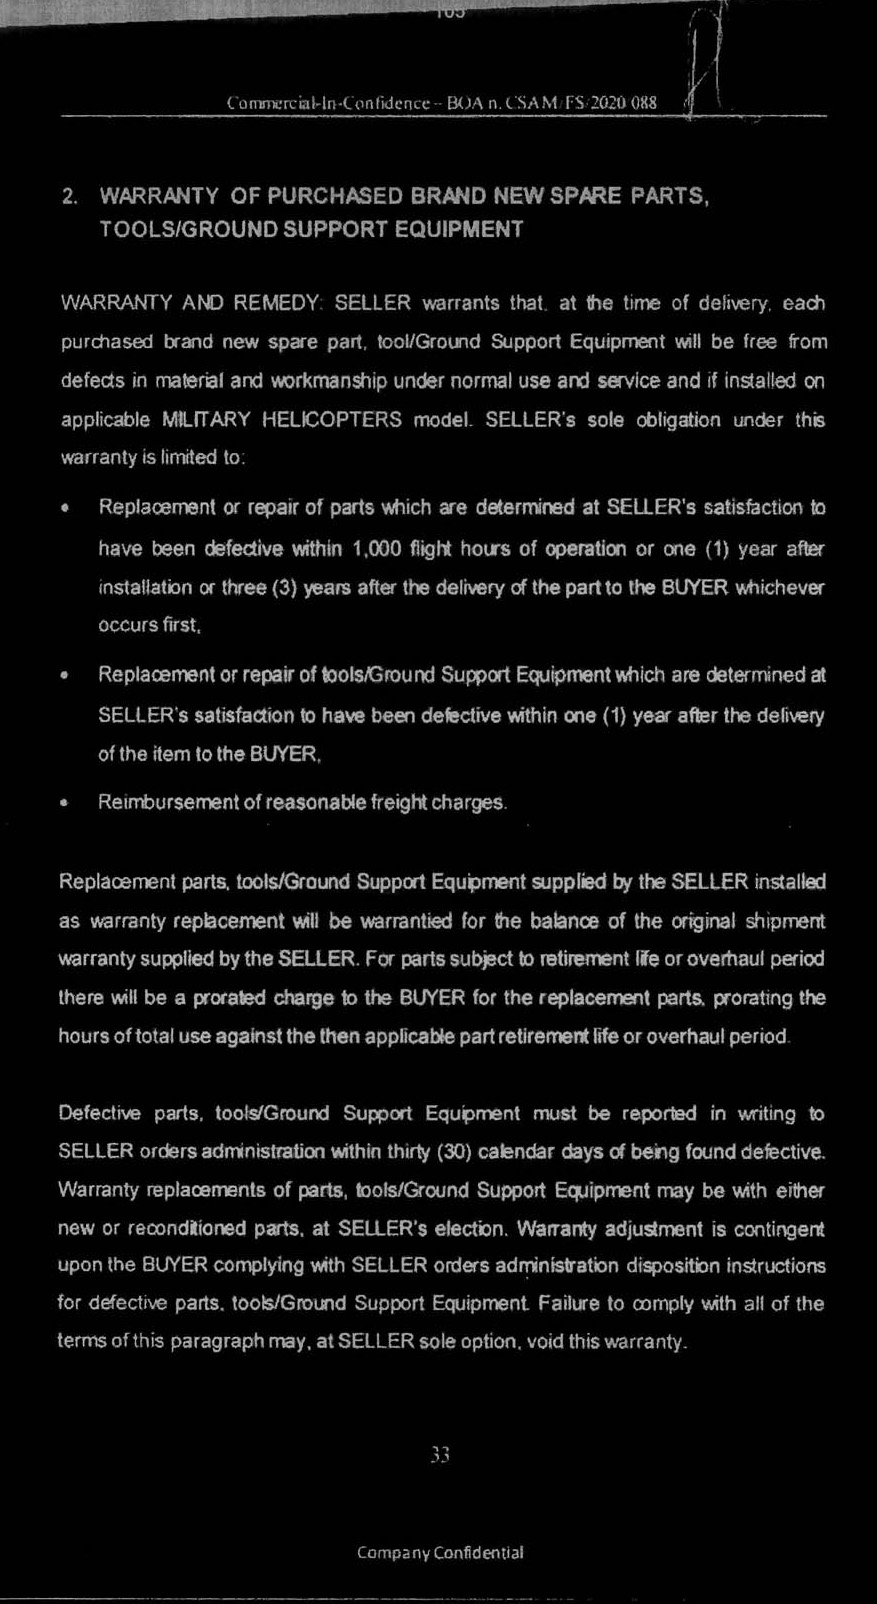 105
Commercial-In-Confidence – BOA n. CSAM/FS/2020/088
2. WARRANTY OF PURCHASED BRAND NEW SPARE PARTS,
TOOLS/GROUND SUPPORT EQUIPMENT
WARRANTY AND REMEDY: SELLER warrants that, at the time of delivery, each
purchased brand new spare part, tool/Ground Support Equipment will be free from
defects in material and workmanship under normal use and service and if installed on
applicable MILITARY HELICOPTERS model. SELLER's sole obligation under this
warranty is limited to:
• Replacement or repair of parts which are determined at SELLER's satisfaction to
have been defective within 1,000 flight hours of operation or one (1) year after
installation or three (3) years after the delivery of the part to the BUYER whichever
occurs first,
• Replacement or repair of tools/Ground Support Equipment which are determined at
SELLER's satisfaction to have been defective within one (1) year after the delivery
of the item to the BUYER,
• Reimbursement of reasonable freight charges.
Replacement parts, tools/Ground Support Equipment supplied by the SELLER installed
as warranty replacement will be warrantied for the balance of the original shipment
warranty supplied by the SELLER. For parts subject to retirement life or overhaul period
there will be a prorated charge to the BUYER for the replacement parts, prorating the
hours of total use against the then applicable part retirement life or overhaul period.
Defective parts, tools/Ground Support Equipment must be reported in writing to
SELLER orders administration within thirty (30) calendar days of being found defective.
Warranty replacements of parts, tools/Ground Support Equipment may be with either
new or reconditioned parts, at SELLER's election. Warranty adjustment is contingent
upon the BUYER complying with SELLER orders administration disposition instructions
for defective parts, tools/Ground Support Equipment. Failure to comply with all of the
terms of this paragraph may, at SELLER sole option, void this warranty.
33
Company Confidential